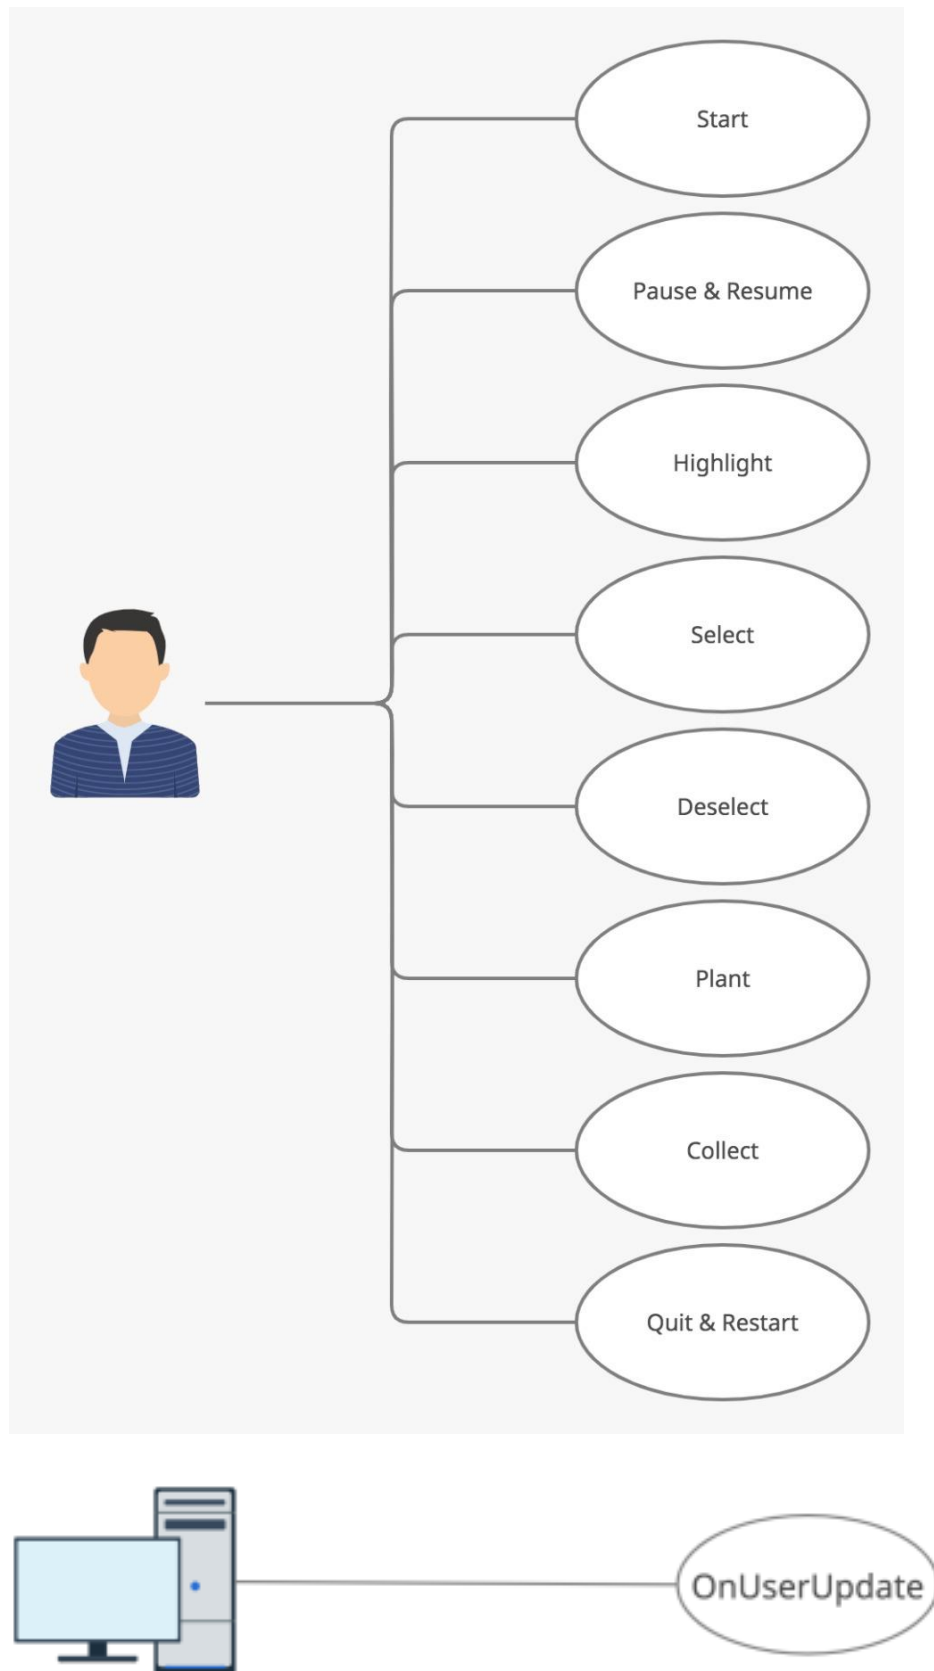 Start
Pause & Resume
Highlight
Select
Deselect
Plant
Collect
Quit & Restart
OnUserUpdate